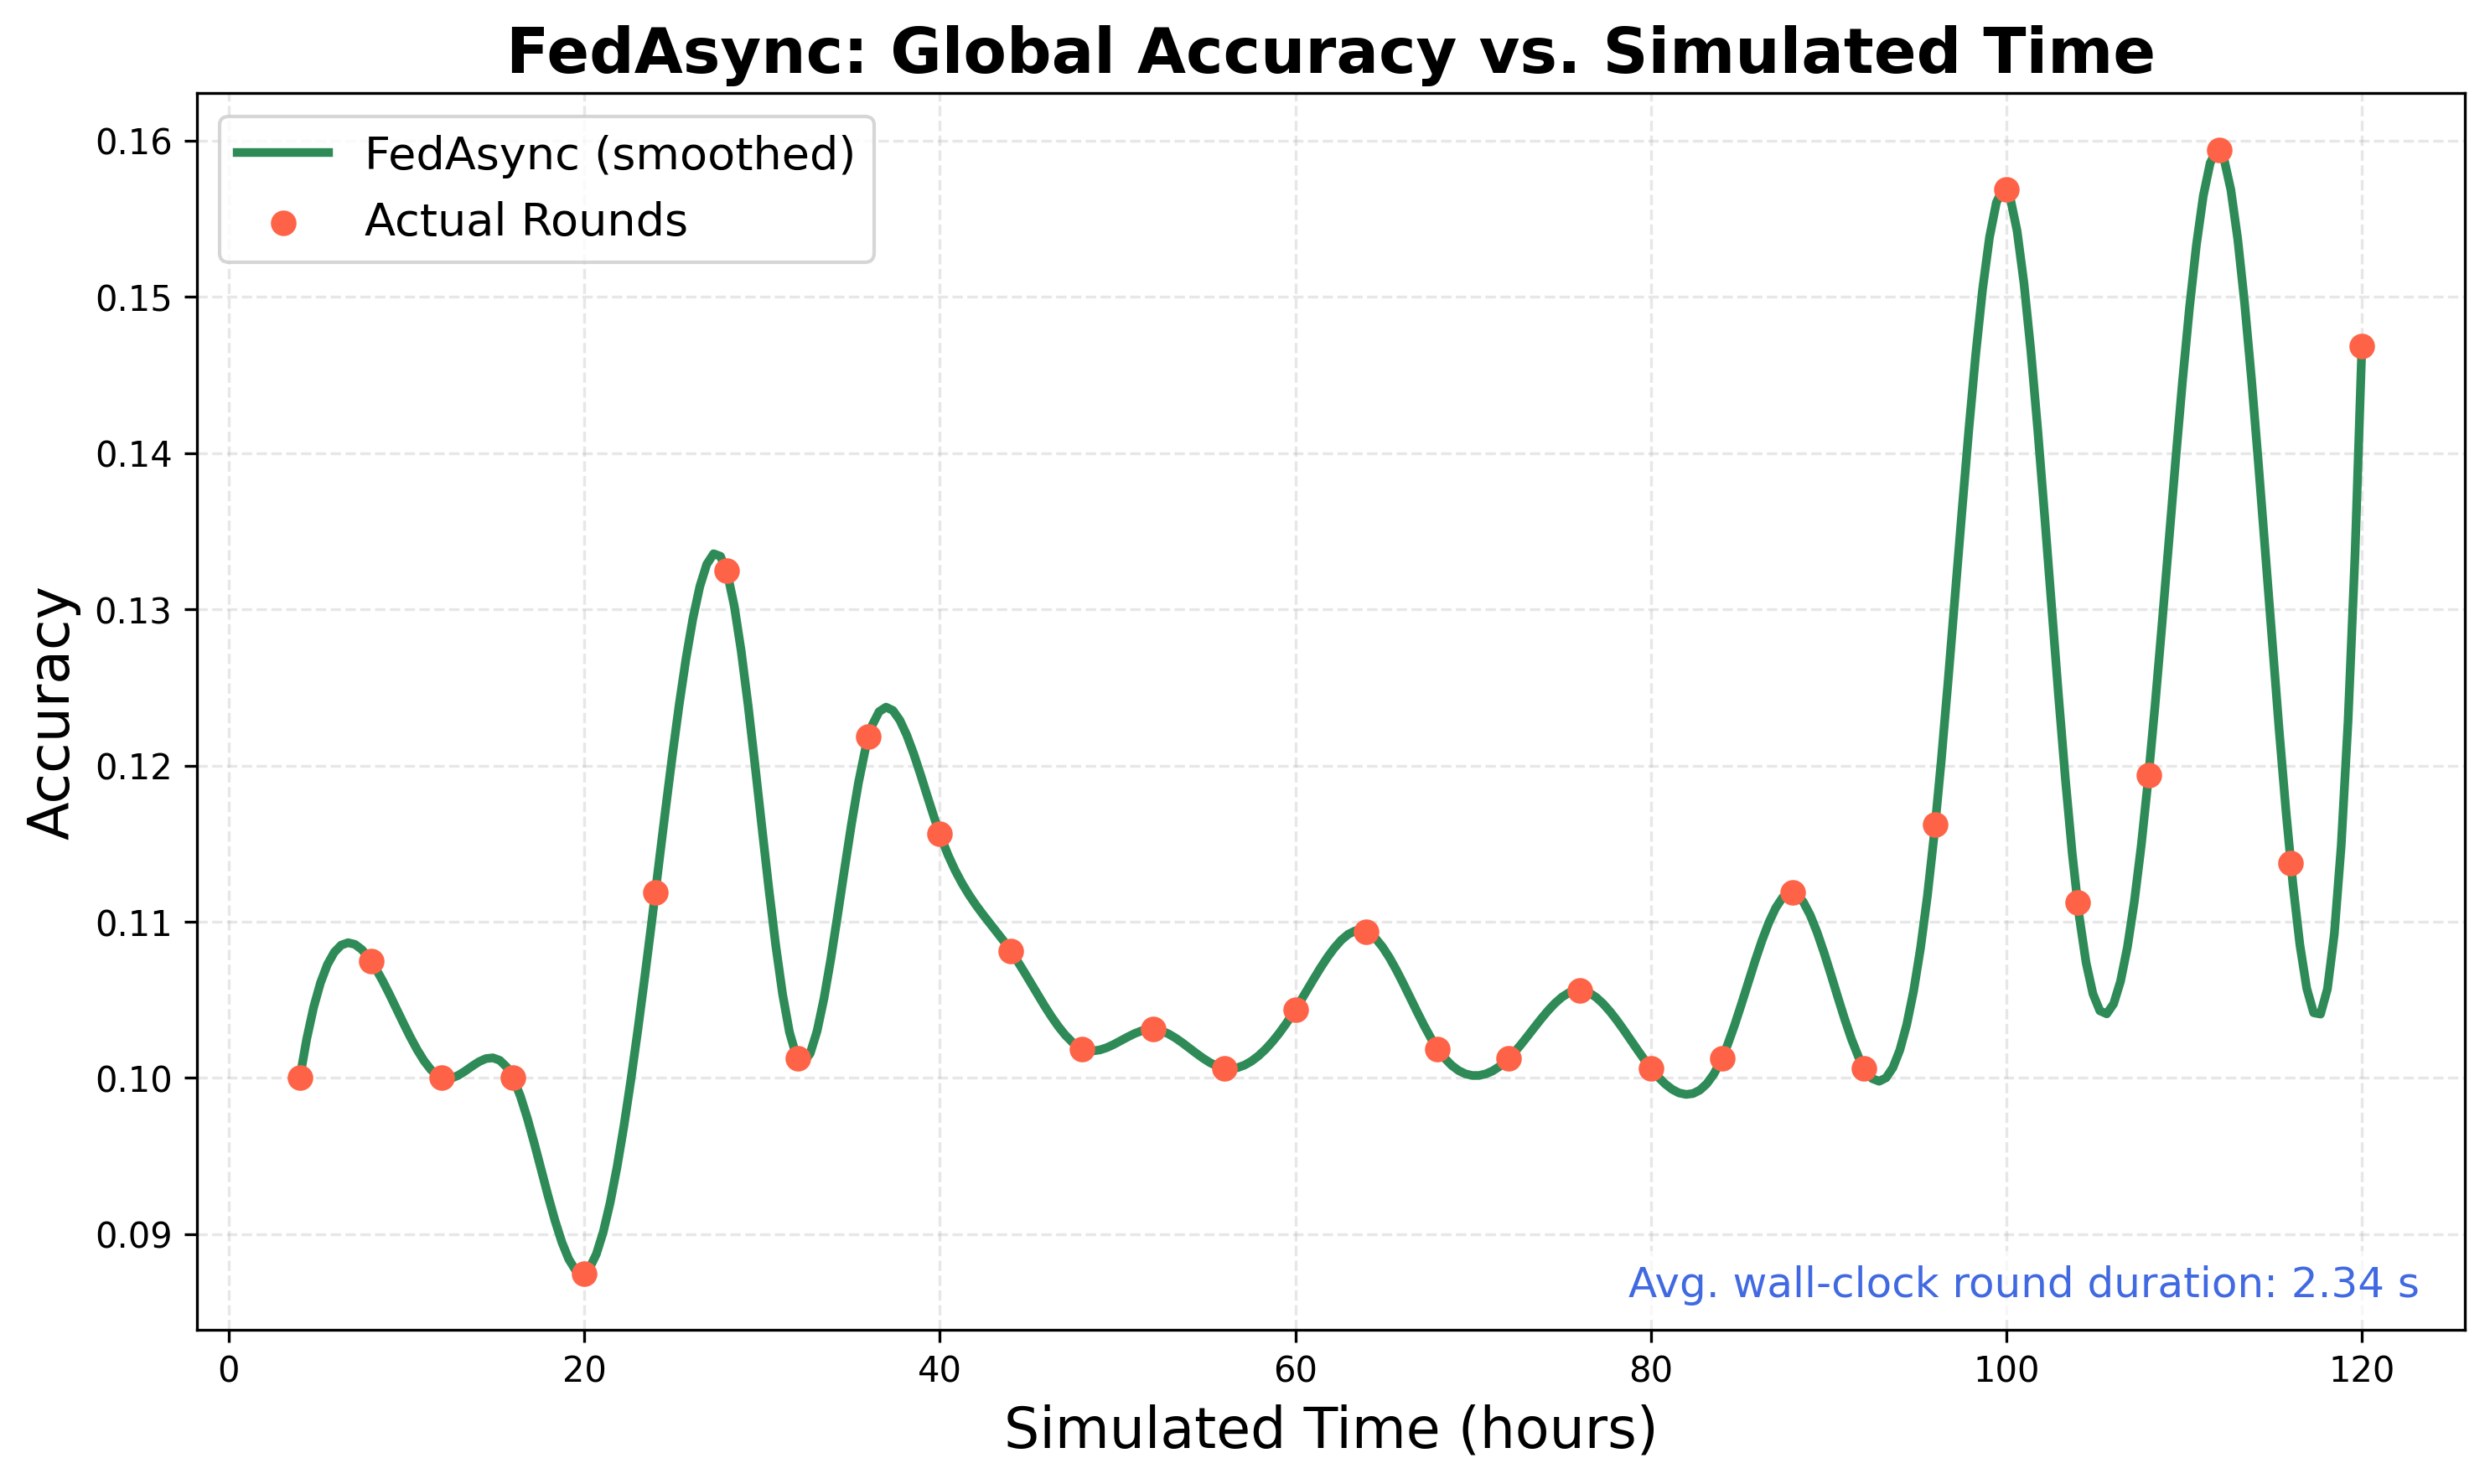 FedAsync: Global Accuracy vs. Simulated Time
FedAsync (smoothed)
Actual Rounds
Accuracy
0.16
0.15
0.14
0.13
0.12
0.11
0.10
0.09
Avg. wall-clock round duration: 2.34 s
0
20
40
60
80
100
120
Simulated Time (hours)